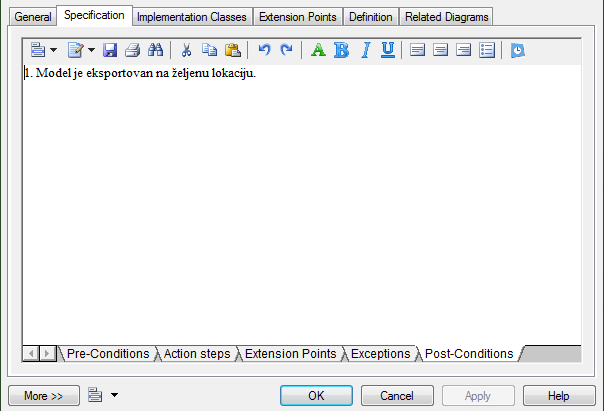 General Specification Implementation Classes Extension Points Definition Related Diagrams
A B I U
1. Model je eksportovan na željenu lokaciju.
Pre-Conditions Action steps Extension Points Exceptions Post-Conditions
More >> OK Cancel Apply Help